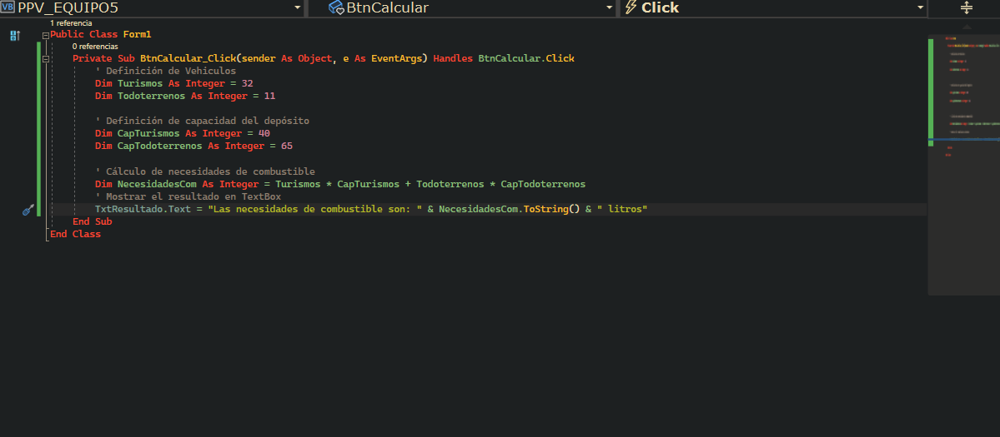 VB PPV_EQUIPO5 BtnCalcular Click
1 referencia
Public Class Form1
0 referencias
Private Sub BtnCalcular_Click(sender As Object, e As EventArgs) Handles BtnCalcular.Click
' Definición de Vehiculos
Dim Turismos As Integer = 32
Dim Todoterrenos As Integer = 11
' Definición de capacidad del depósito
Dim CapTurismos As Integer = 40
Dim CapTodoterrenos As Integer = 65
' Cálculo de necesidades de combustible
Dim NecesidadesCom As Integer = Turismos * CapTurismos + Todoterrenos * CapTodoterrenos
' Mostrar el resultado en TextBox
TxtResultado.Text = "Las necesidades de combustible son: " & NecesidadesCom.ToString() & " litros"
End Sub
End Class